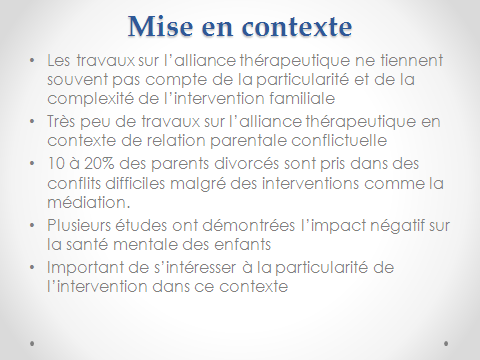 Mise en contexte
• Les travaux sur l'alliance thérapeutique ne tiennent
souvent pas compte de la particularité et de la
complexité de l'intervention familiale
• Très peu de travaux sur l'alliance thérapeutique en
contexte de relation parentale conflictuelle
• 10 à 20% des parents divorcés sont pris dans des
conflits difficiles malgré des interventions comme la
médiation.
• Plusieurs études ont démontrées l'impact négatif sur
la santé mentale des enfants
• Important de s'intéresser à la particularité de
l'intervention dans ce contexte